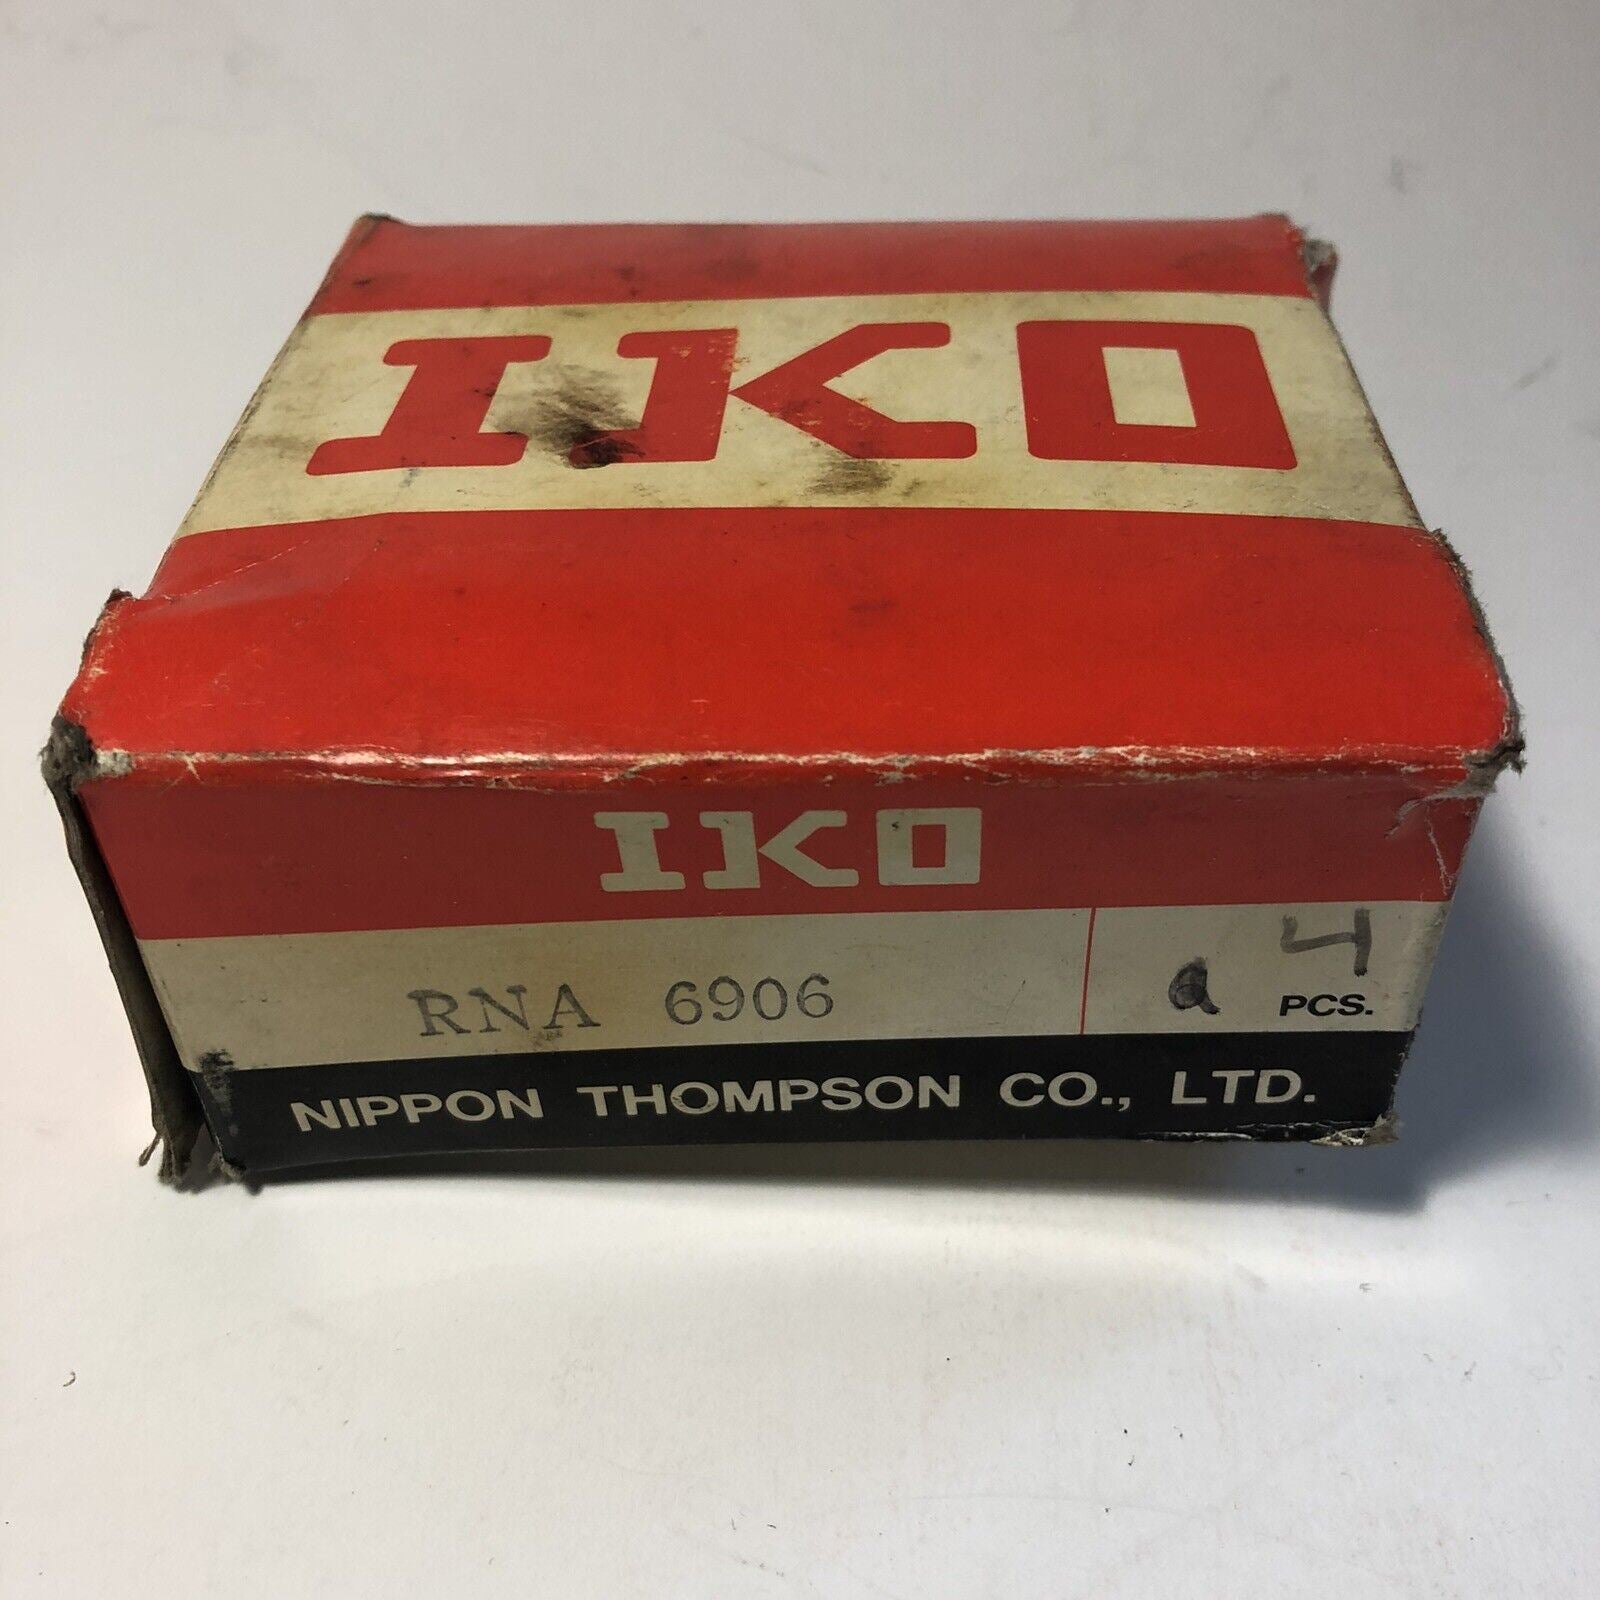 IKO
IKO
RNA 6906
4
PCS.
NIPPON THOMPSON CO., LTD.